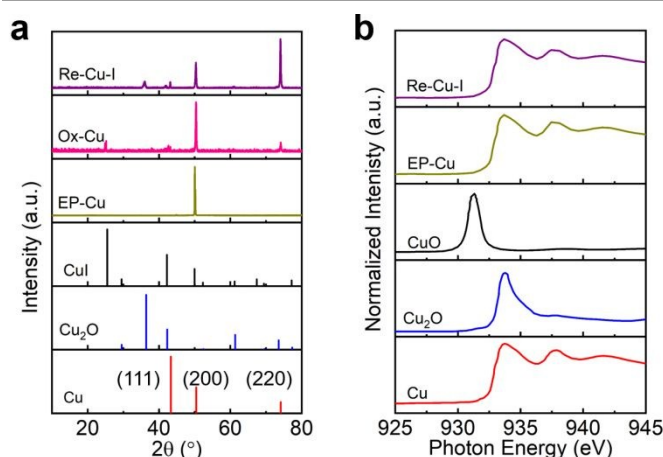 a
Intensity (a.u.)
Re-Cu-I
Ox-Cu
EP-Cu
CuI
Cu₂O
Cu
(111) (200) (220)
20 40 60 80
2θ (°)
b
Normalized Intenisty (a.u.)
Re-Cu-I
EP-Cu
CuO
Cu₂O
Cu
925 930 935 940 945
Photon Energy (eV)